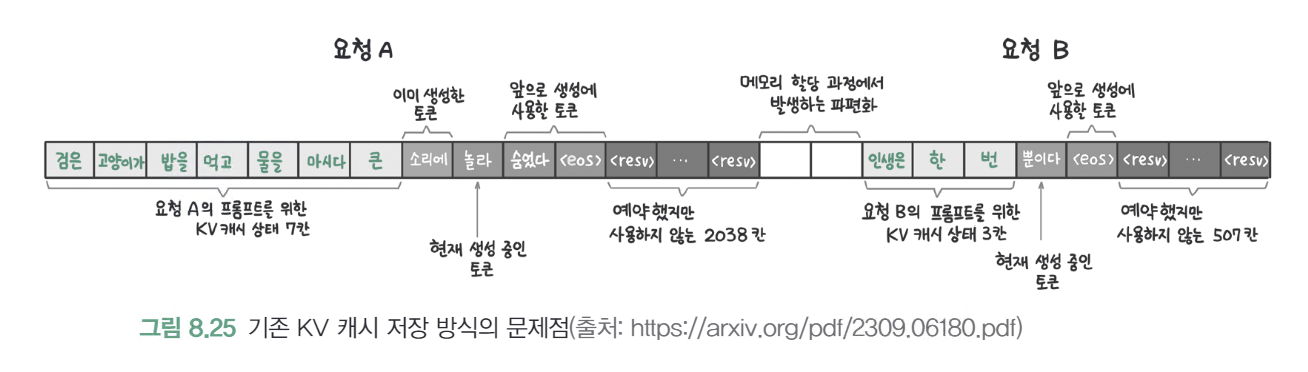 요청 A
요청 B
이미 생성한
토큰
앞으로 생성에
사용한 토큰
메모리 할당 과정에서
발생하는 파편화
앞으로 생성에
사용한 토큰
검은 고양이가 밥을 먹고 물을 마시다 큰 소리에 놀라 숨었다 <eos> <resv> … <resv> 인생은 한 번 뿐이다 <eos> <resv> … <resv>
요청 A의 프롬프트를 위한
KV 캐시 상태 7칸
현재 생성 중인
토큰
예약했지만
사용하지 않는 2038칸
요청 B의 프롬프트를 위한
KV 캐시 상태 3칸
현재 생성 중인
토큰
예약했지만
사용하지 않는 507칸
그림 8.25 기존 KV 캐시 저장 방식의 문제점(출처: https://arxiv.org/pdf/2309.06180.pdf)